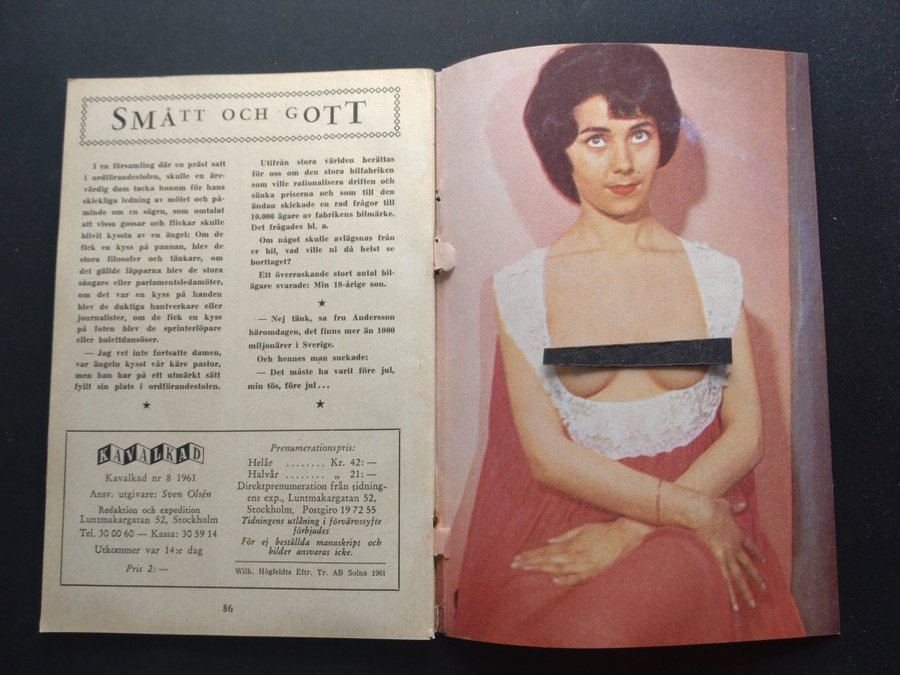 SMÅTT OCH GOTT
I en församling där en präst satt
i ordförandestolen, skulle en äre-
vördig dam tacka honom för hans
skickliga ledning av mötet och på-
minde om en sägen, som omtalat
att vissa gossar och flickar skulle
blivit kyssta av en ängel: Om de
fick en kyss på pannan, blev de
stora filosofer och tänkare, om
det gällde läpparna blev de stora
sångare eller parlamentsledamöter,
om det var en kyss på handen
blev de duktiga hantverkare eller
journalister, om de fick en kyss
på foten blev de sprinterlöpare
eller balettdansöser.
— Jag vet inte fortsatte damen,
var ängeln kysst vår käre pastor,
men han har på ett utmärkt sätt
fyllt sin plats i ordförandestolen.
★
Utifrån stora världen berättas
för oss om den stora bilfabriken
som ville rationalisera driften och
sänka priserna och som till den
ändan skickade en rad frågor till
10.000 ägare av fabrikens bilmärke.
Det frågades bl. a.
Om något skulle avlägsnas från
er bil, vad ville ni då helst se
borttaget?
Ett överraskande stort antal bil-
ägare svarade: Min 18-årige son.
★
— Nej tänk, sa fru Andersson
häromdagen, det finns mer än 1000
miljonärer i Sverige.
Och hennes man suckade:
— Det måste ha varit före jul,
min tös, före jul...
★
KAVALKAD
Kavalkad nr 8 1961
Ansv. utgivare: Sven Olsén
Redaktion och expedition
Luntmakargatan 52, Stockholm
Tel. 30 00 60 — Kassa: 30 59 14
Utkommer var 14:e dag
Pris 2: —
Prenumerationspris:
Helår ........ Kr. 42: —
Halvår ........ „ 21: —
Direktprenumeration från tidning-
ens exp., Luntmakargatan 52,
Stockholm. Postgiro 19 72 55
Tidningens utlåning i förvärvssyfte
förbjudes
För ej beställda manuskript och
bilder ansvaras icke.
Wilh. Högfeldts Eftr. Tr. AB Solna 1961
86